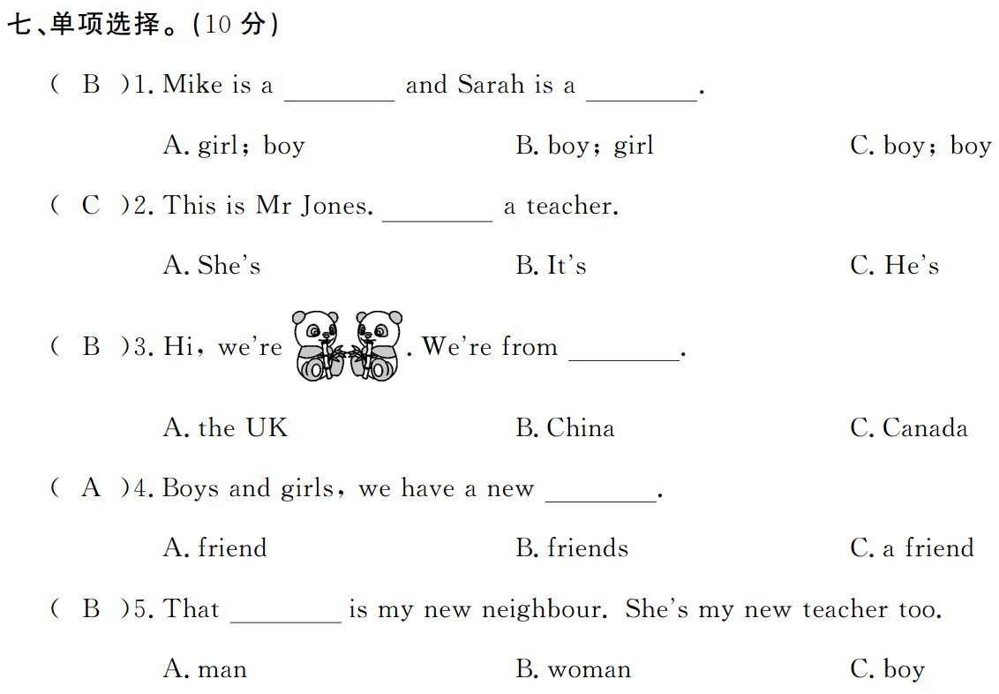 七、单项选择。(10 分)
( B )1. Mike is a ________ and Sarah is a ________.
A. girl; boy B. boy; girl C. boy; boy
( C )2. This is Mr Jones. ________ a teacher.
A. She's B. It's C. He's
( B )3. Hi, we're . We're from ________.
A. the UK B. China C. Canada
( A )4. Boys and girls, we have a new ________.
A. friend B. friends C. a friend
( B )5. That ________ is my new neighbour. She's my new teacher too.
A. man B. woman C. boy